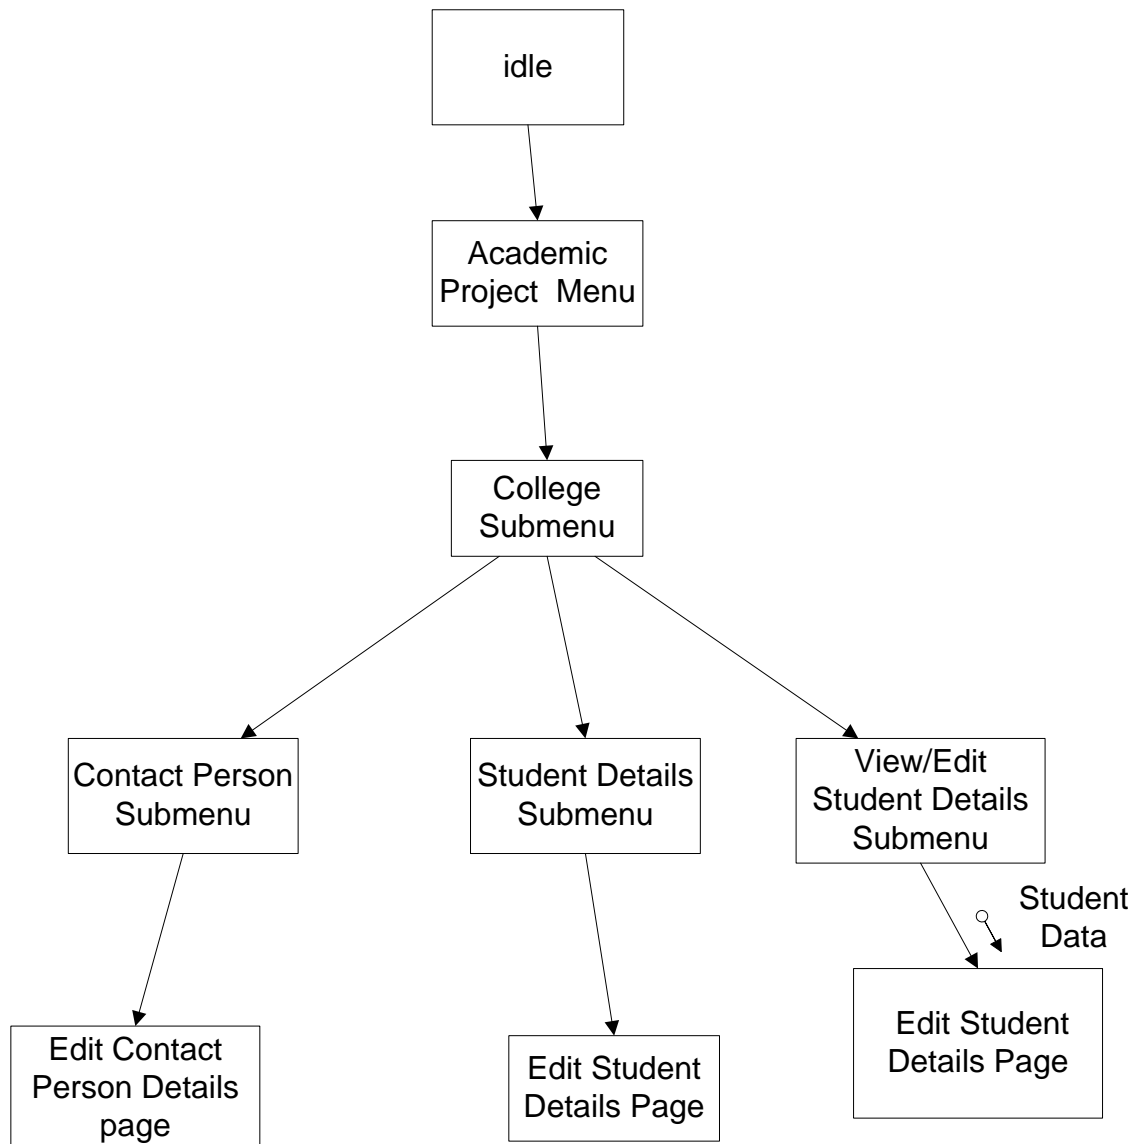 idle
Academic
Project  Menu
College
Submenu
Contact Person
Submenu
Student Details
Submenu
View/Edit
Student Details
Submenu
Student
Data
Edit Contact
Person Details
page
Edit Student
Details Page
Edit Student
Details Page